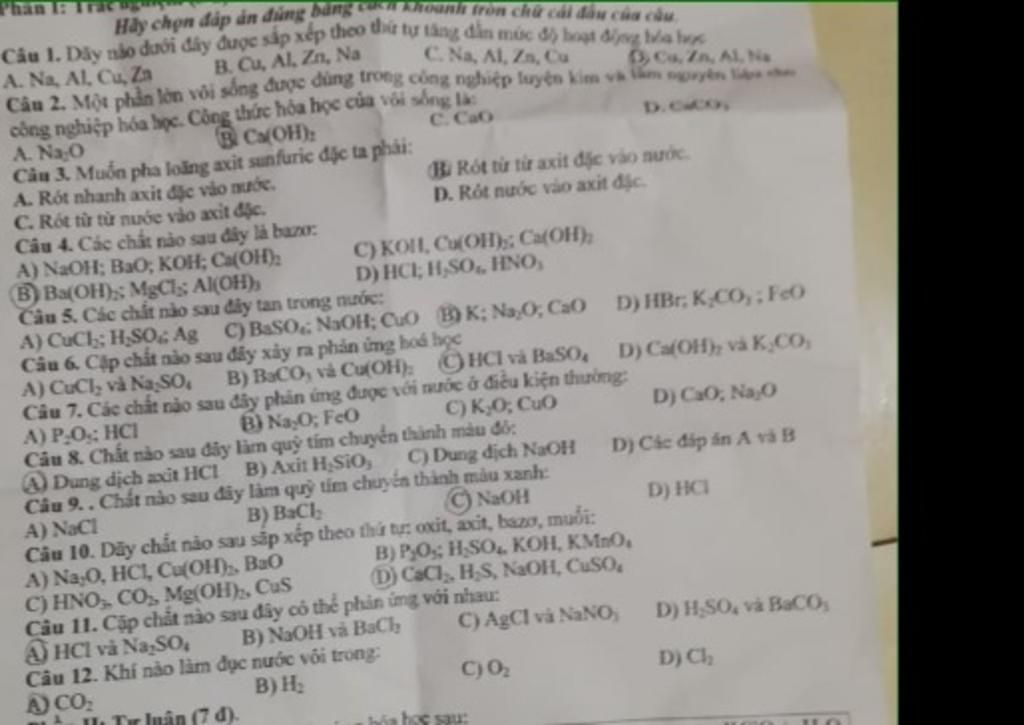 Phần I: Trắc
Hãy chọn đáp án đúng bằng cách khoanh tròn chữ cái đầu của câu.
Câu 1. Dãy nào dưới đây được sắp xếp theo thứ tự tăng dần mức độ hoạt động hóa học
A. Na, Al, Cu, Zn B. Cu, Al, Zn, Na C. Na, Al, Zn, Cu D. Cu, Zn, Al, Na
Câu 2. Một phần lớn vôi sống được dùng trong công nghiệp luyện kim và làm nguyên liệu cho
công nghiệp hóa học. Công thức hóa học của vôi sống là:
A. Na₂O B. Ca(OH)₂ C. CaO D. CaCO₃
Câu 3. Muốn pha loãng axit sunfuric đặc ta phải:
A. Rót nhanh axit đặc vào nước. B. Rót từ từ axit đặc vào nước.
C. Rót từ từ nước vào axit đặc. D. Rót nước vào axit đặc.
Câu 4. Các chất nào sau đây là bazơ:
A) NaOH; BaO; KOH; Ca(OH)₂ C) KOH, Cu(OH)₂; Ca(OH)₂
B) Ba(OH)₂; MgCl₂; Al(OH)₃ D) HCl; H₂SO₄, HNO₃
Câu 5. Các chất nào sau đây tan trong nước:
A) CuCl₂; H₂SO₄; Ag C) BaSO₄; NaOH; CuO B) K; Na₂O; CaO D) HBr; K₂CO₃ ; FeO
Câu 6. Cặp chất nào sau đây xảy ra phản ứng hoá học
A) CuCl₂ và Na₂SO₄ B) BaCO₃ và Cu(OH)₂ C) HCl và BaSO₄ D) Ca(OH)₂ và K₂CO₃
Câu 7. Các chất nào sau đây phản ứng được với nước ở điều kiện thường:
A) P₂O₅; HCl B) Na₂O; FeO C) K₂O; CuO D) CaO; Na₂O
Câu 8. Chất nào sau đây làm quỳ tím chuyển thành màu đỏ:
A) Dung dịch axit HCl B) Axit H₂SiO₃ C) Dung dịch NaOH D) Các đáp án A và B
Câu 9. . Chất nào sau đây làm quỳ tím chuyển thành màu xanh:
A) NaCl B) BaCl₂ C) NaOH D) HCl
Câu 10. Dãy chất nào sau sắp xếp theo thứ tự: oxit, axit, bazơ, muối:
A) Na₂O, HCl, Cu(OH)₂, BaO B) P₂O₅; H₂SO₄, KOH, KMnO₄
C) HNO₃, CO₂, Mg(OH)₂, CuS D) CaCl₂, H₂S, NaOH, CuSO₄
Câu 11. Cặp chất nào sau đây có thể phản ứng với nhau:
A) HCl và Na₂SO₄ B) NaOH và BaCl₂ C) AgCl và NaNO₃ D) H₂SO₄ và BaCO₃
Câu 12. Khí nào làm đục nước vôi trong:
A) CO₂ B) H₂ C) O₂ D) Cl₂
II: Tự luận (7 đ).
hóa học sau: